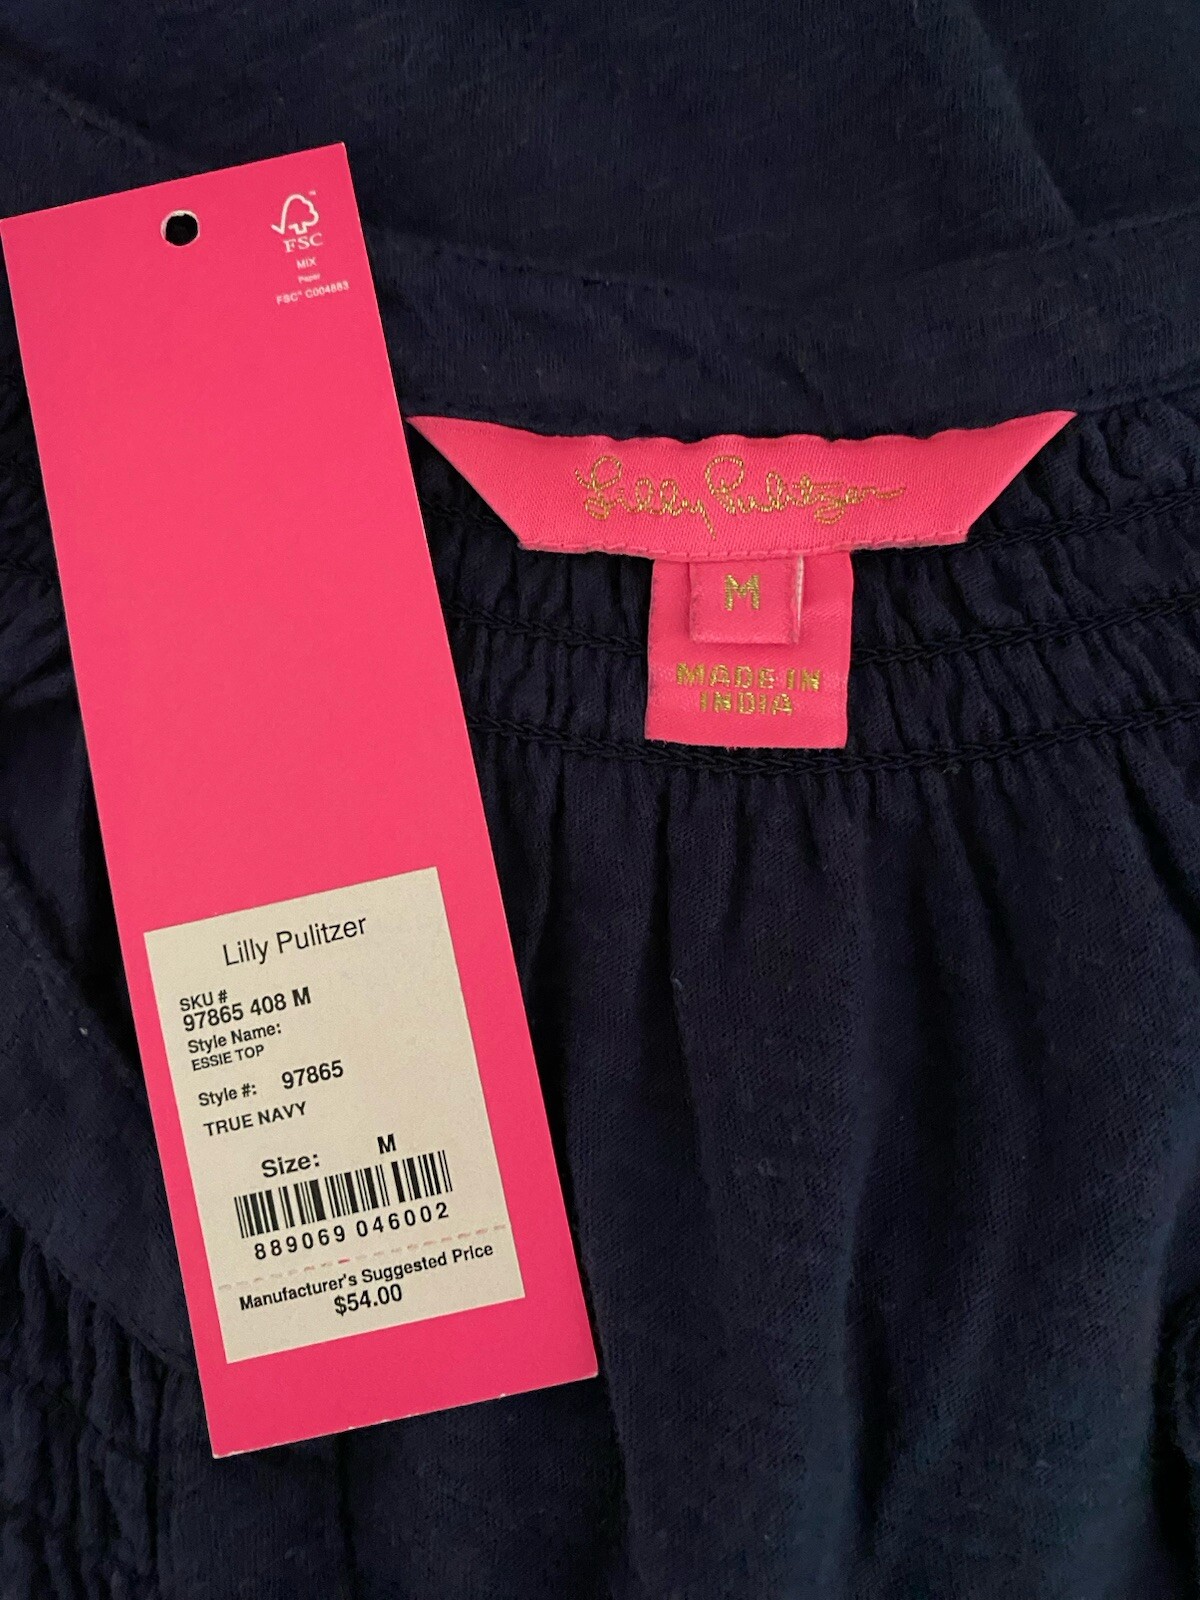 FSC
MIX
Paper
FSC® C004883
Lilly Pulitzer
M
MADE IN
INDIA
Lilly Pulitzer
SKU #
97865 408 M
Style Name:
ESSIE TOP
Style #: 97865
TRUE NAVY
Size: M
889069 046002
Manufacturer's Suggested Price
$54.00